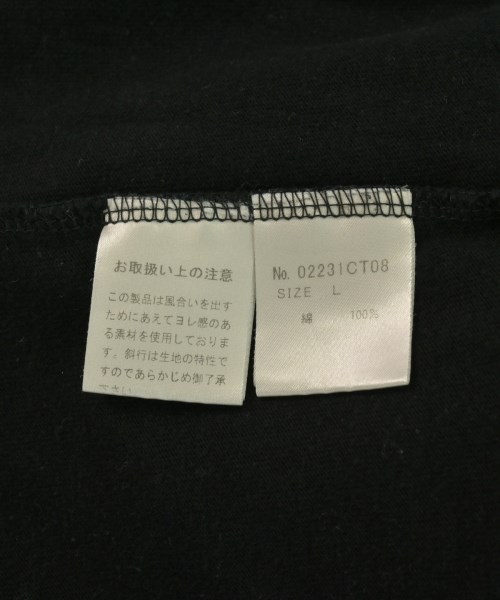 お取扱い上の注意
この製品は風合いを出す
ためにあえてヨレ感のあ
る素材を使用しておりま
す。斜行は生地の特性で
すのであらかじめ御了承
No. 02231CT08
SIZE L
綿 100%